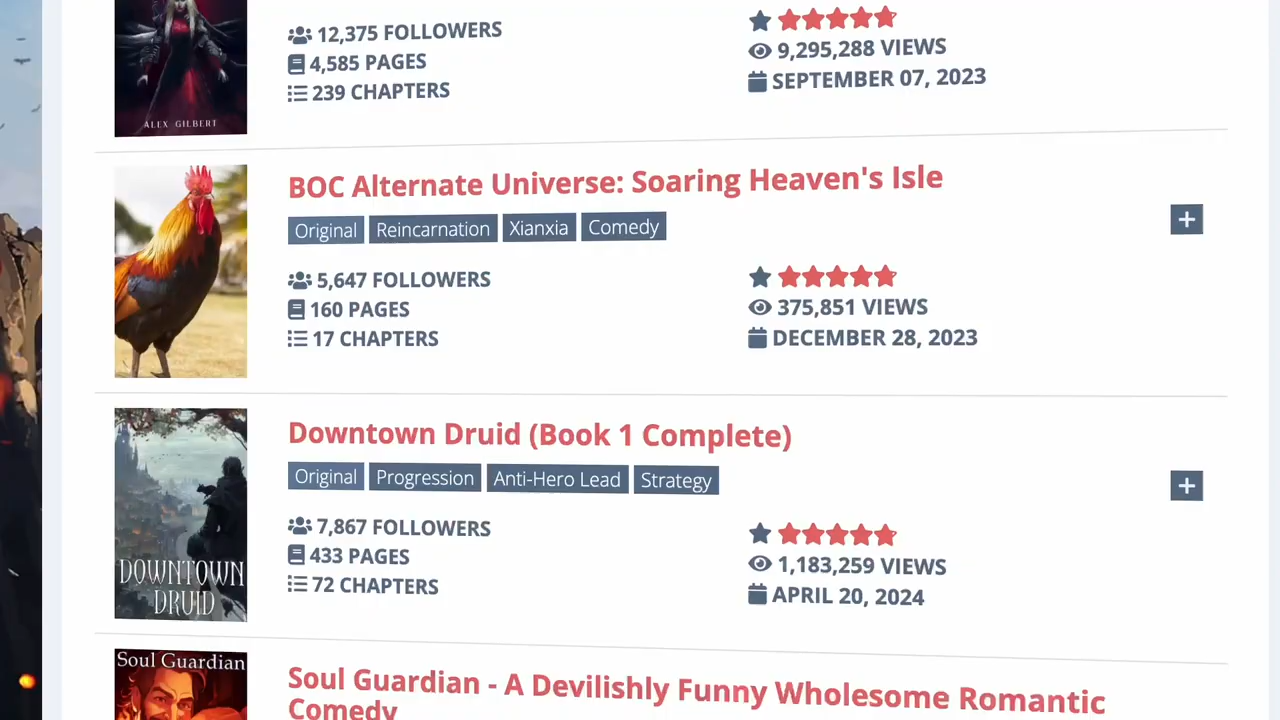 12,375 FOLLOWERS
4,585 PAGES
239 CHAPTERS
9,295,288 VIEWS
SEPTEMBER 07, 2023
ALEX GILBERT
BOC Alternate Universe: Soaring Heaven's Isle
Original Reincarnation Xianxia Comedy
5,647 FOLLOWERS
160 PAGES
17 CHAPTERS
375,851 VIEWS
DECEMBER 28, 2023
Downtown Druid (Book 1 Complete)
Original Progression Anti-Hero Lead Strategy
7,867 FOLLOWERS
433 PAGES
72 CHAPTERS
1,183,259 VIEWS
APRIL 20, 2024
DOWNTOWN
DRUID
Soul Guardian
Soul Guardian - A Devilishly Funny Wholesome Romantic
Comedy